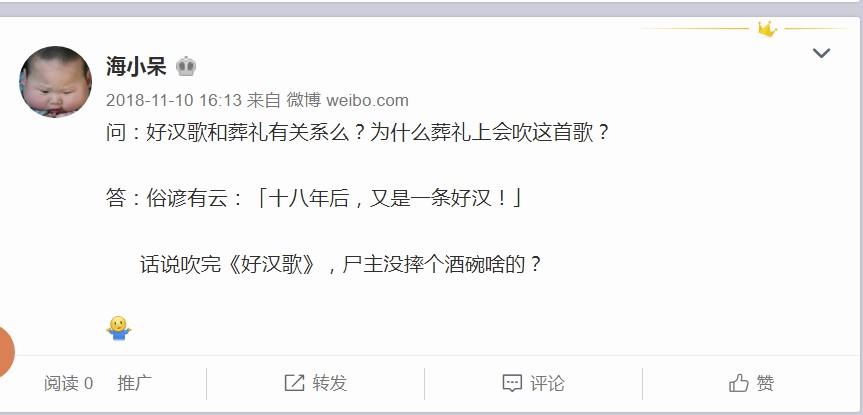 海小呆
2018-11-10 16:13 来自 微博 weibo.com
问：好汉歌和葬礼有关系么？为什么葬礼上会吹这首歌？
答：俗谚有云：「十八年后，又是一条好汉！」
话说吹完《好汉歌》，尸主没摔个酒碗啥的？
阅读 0 推广 转发 评论 赞